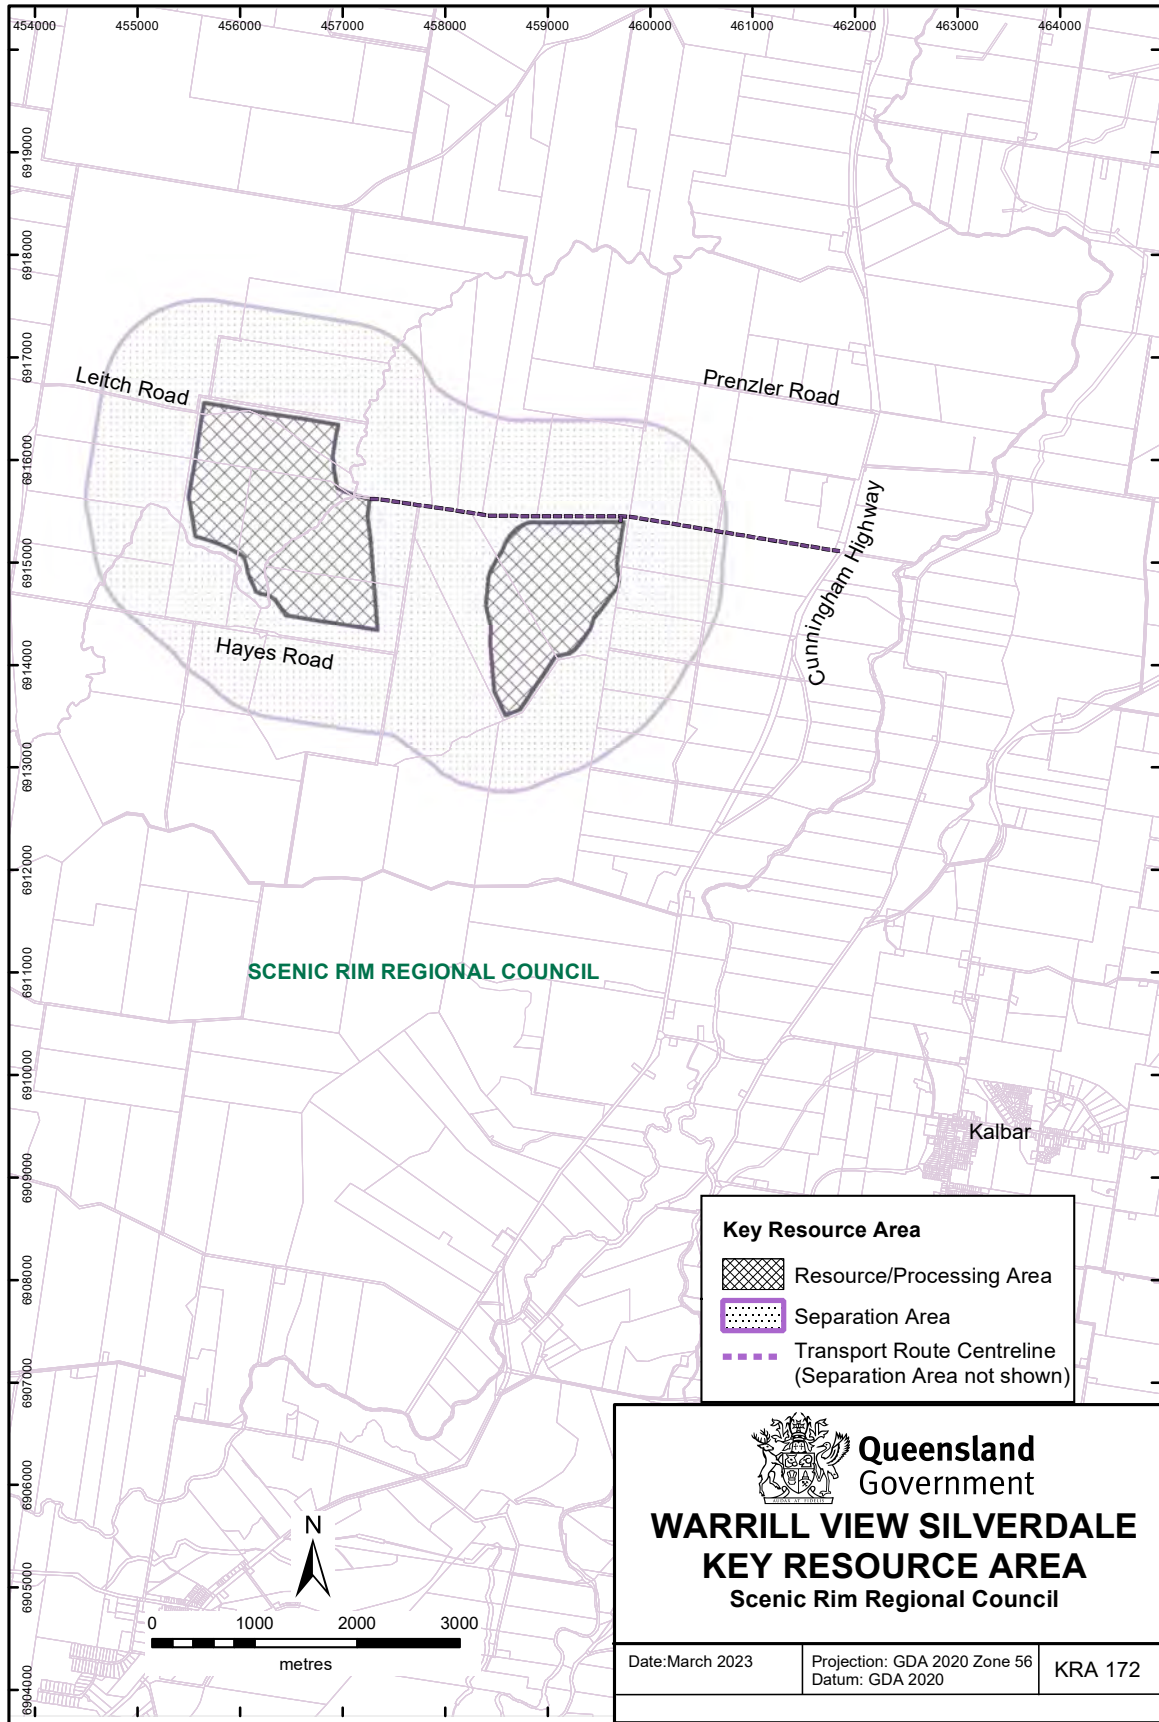 454000 455000 456000 457000 458000 459000 460000 461000 462000 463000 464000
6919000
6918000
6917000
6916000
6915000
6914000
6913000
6912000
6911000
6910000
6909000
6908000
6907000
6906000
6905000
6904000
Leitch Road
Prenzler Road
Cunningham Highway
Hayes Road
SCENIC RIM REGIONAL COUNCIL
Kalbar
Key Resource Area
Resource/Processing Area
Separation Area
Transport Route Centreline
(Separation Area not shown)
N
0 1000 2000 3000
metres
AUDAX AT FIDELIS
Queensland
Government
WARRILL VIEW SILVERDALE
KEY RESOURCE AREA
Scenic Rim Regional Council
Date:March 2023
Projection: GDA 2020 Zone 56
Datum: GDA 2020
KRA 172